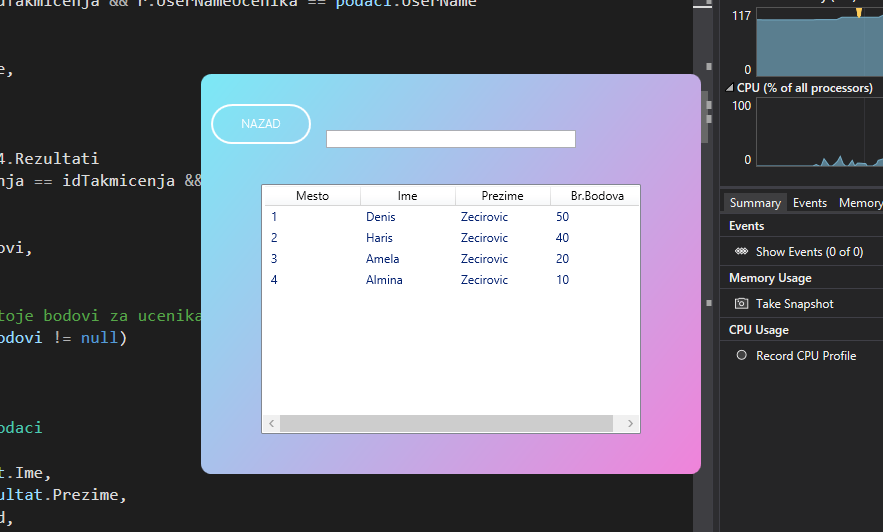 dTakmicenja && r.UserNameUcenika == podaci.UserName
e,
4.Rezultati
nja == idTakmicenja &&
ovi,
toje bodovi za ucenika
odovi != null)
odaci
t.Ime,
ultat.Prezime,
d,
NAZAD
Mesto Ime Prezime Br.Bodova
1 Denis Zecirovic 50
2 Haris Zecirovic 40
3 Amela Zecirovic 20
4 Almina Zecirovic 10
117
0
CPU (% of all processors)
100
0
Summary Events Memory
Events
Show Events (0 of 0)
Memory Usage
Take Snapshot
CPU Usage
Record CPU Profile